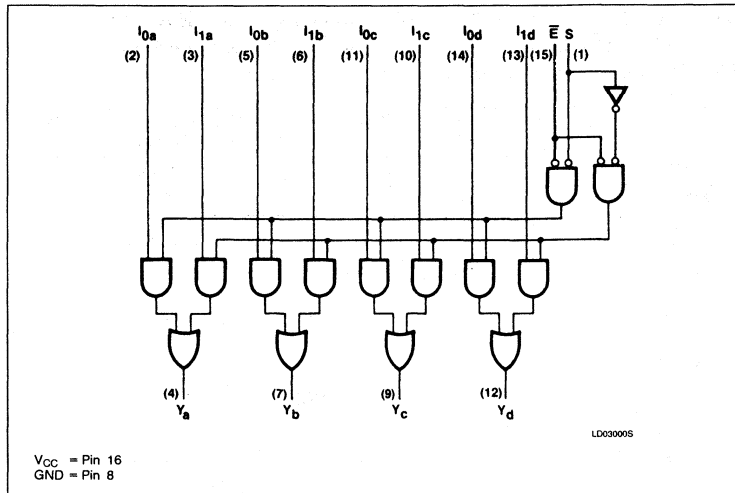 I0a I1a I0b I1b I0c I1c I0d I1d E̅ S
(2) (3) (5) (6) (11) (10) (14) (13) (15) (1)
(4) (7) (9) (12)
Ya Yb Yc Yd
LD03000S
VCC = Pin 16
GND = Pin 8